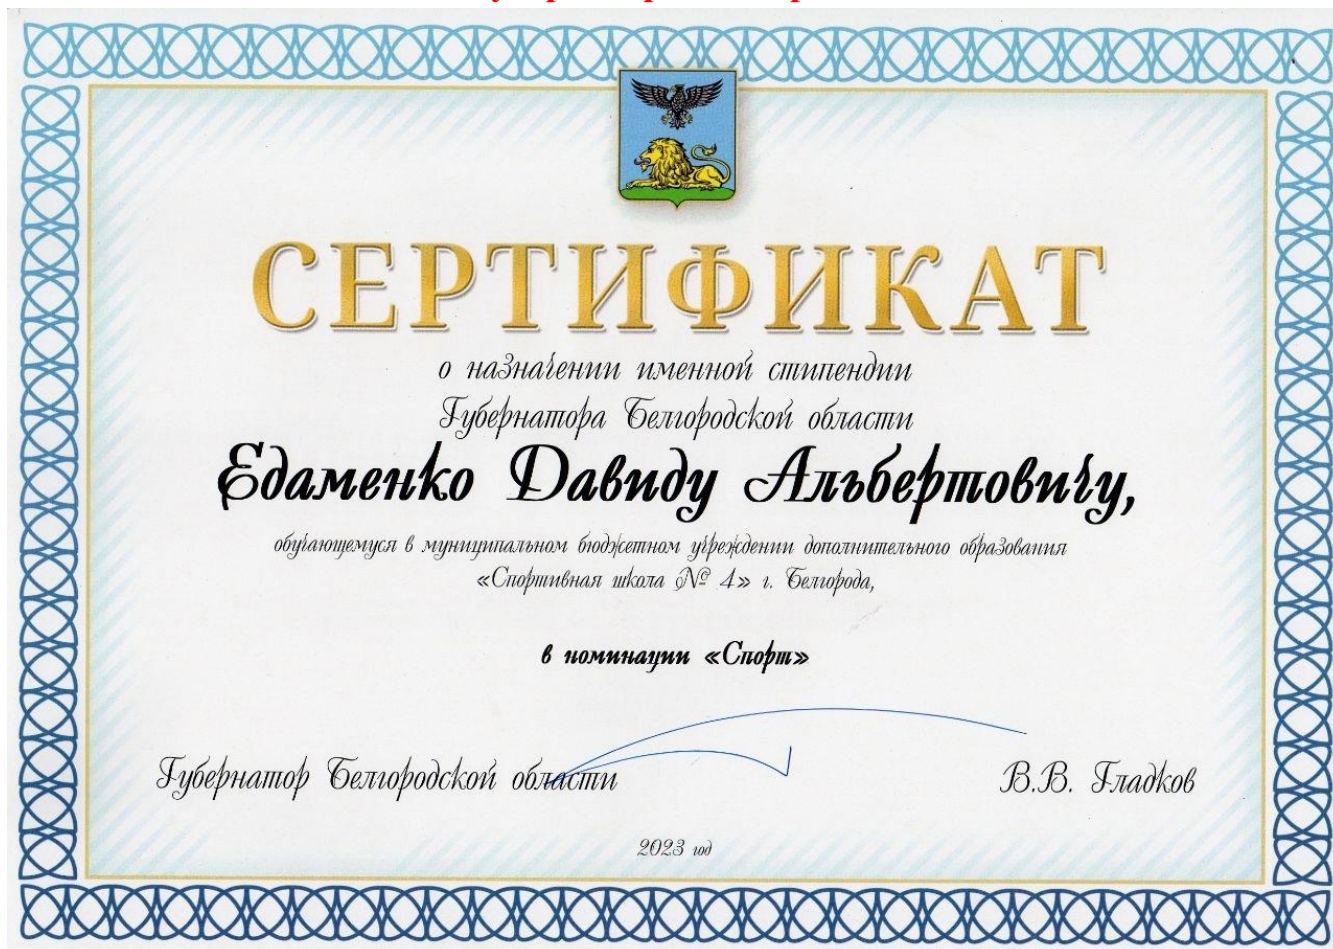 СЕРТИФИКАТ
о назначении именной стипендии
Губернатора Белгородской области
Едаменко Давиду Альбертовичу,
обучающемуся в муниципальном бюджетном учреждении дополнительного образования
«Спортивная школа № 4» г. Белгорода,
в номинации «Спорт»
Губернатор Белгородской области
В.В. Гладков
2023 год